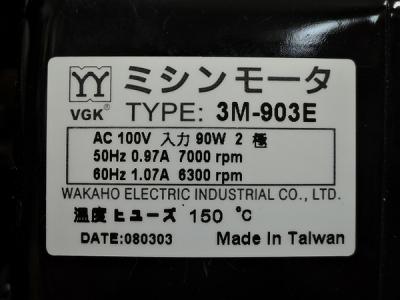 ミシンモータ
VGK® TYPE: 3M-903E
AC 100V 入力 90W 2 極
50Hz 0.97A 7000 rpm
60Hz 1.07A 6300 rpm
WAKAHO ELECTRIC INDUSTRIAL CO., LTD.
温度ヒューズ 150 °C
DATE:080303 Made In Taiwan